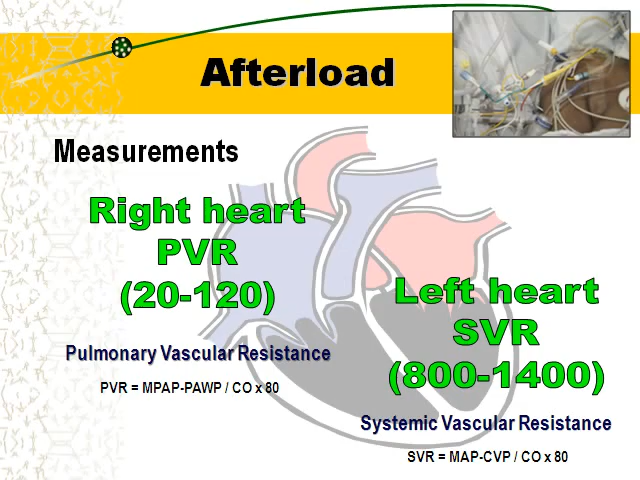 Afterload
Measurements
Right heart
PVR
(20-120)
Pulmonary Vascular Resistance
PVR = MPAP-PAWP / CO x 80
Left heart
SVR
(800-1400)
Systemic Vascular Resistance
SVR = MAP-CVP / CO x 80